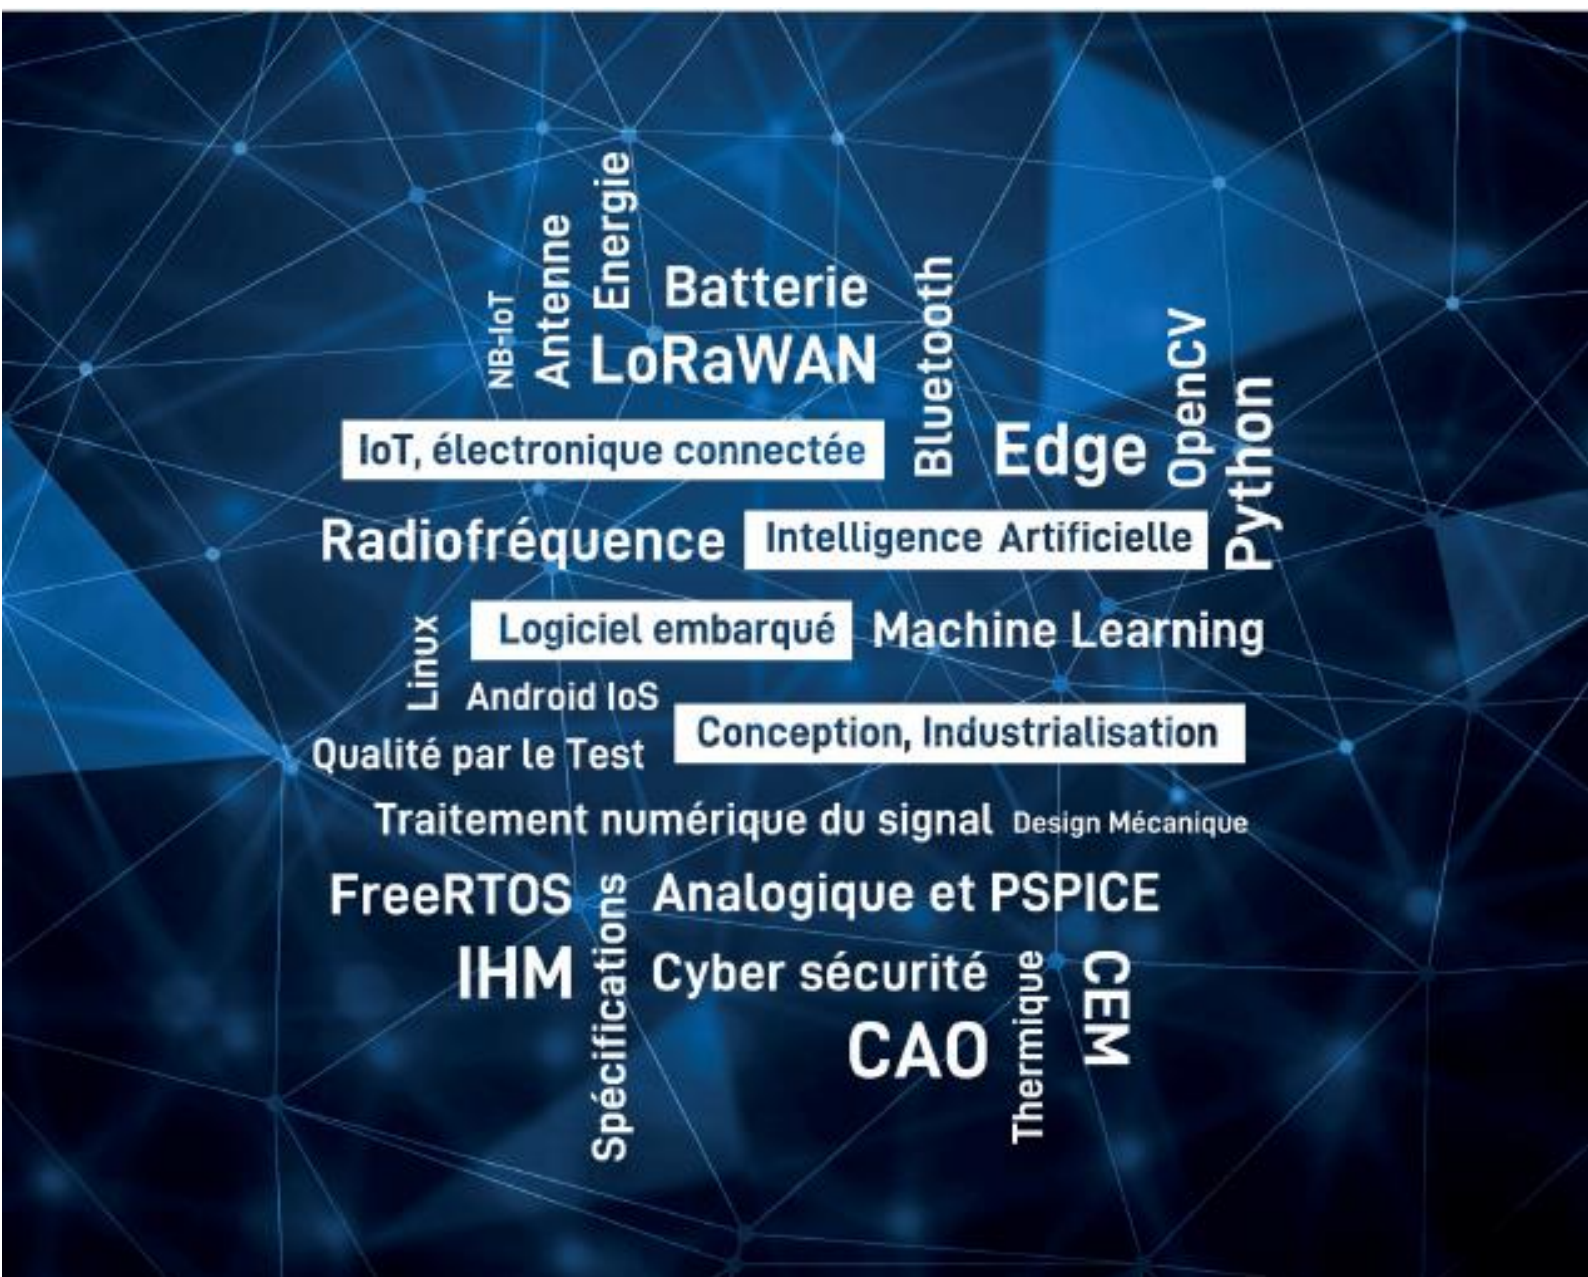 Energie
Antenne
NB-IoT
Batterie
LoRaWAN
Bluetooth
OpenCV
Python
IoT, électronique connectée
Edge
Radiofréquence
Intelligence Artificielle
Linux
Logiciel embarqué
Machine Learning
Android IoS
Conception, Industrialisation
Qualité par le Test
Traitement numérique du signal
Design Mécanique
FreeRTOS
Spécifications
Analogique et PSPICE
IHM
Cyber sécurité
Thermique
CEM
CAO